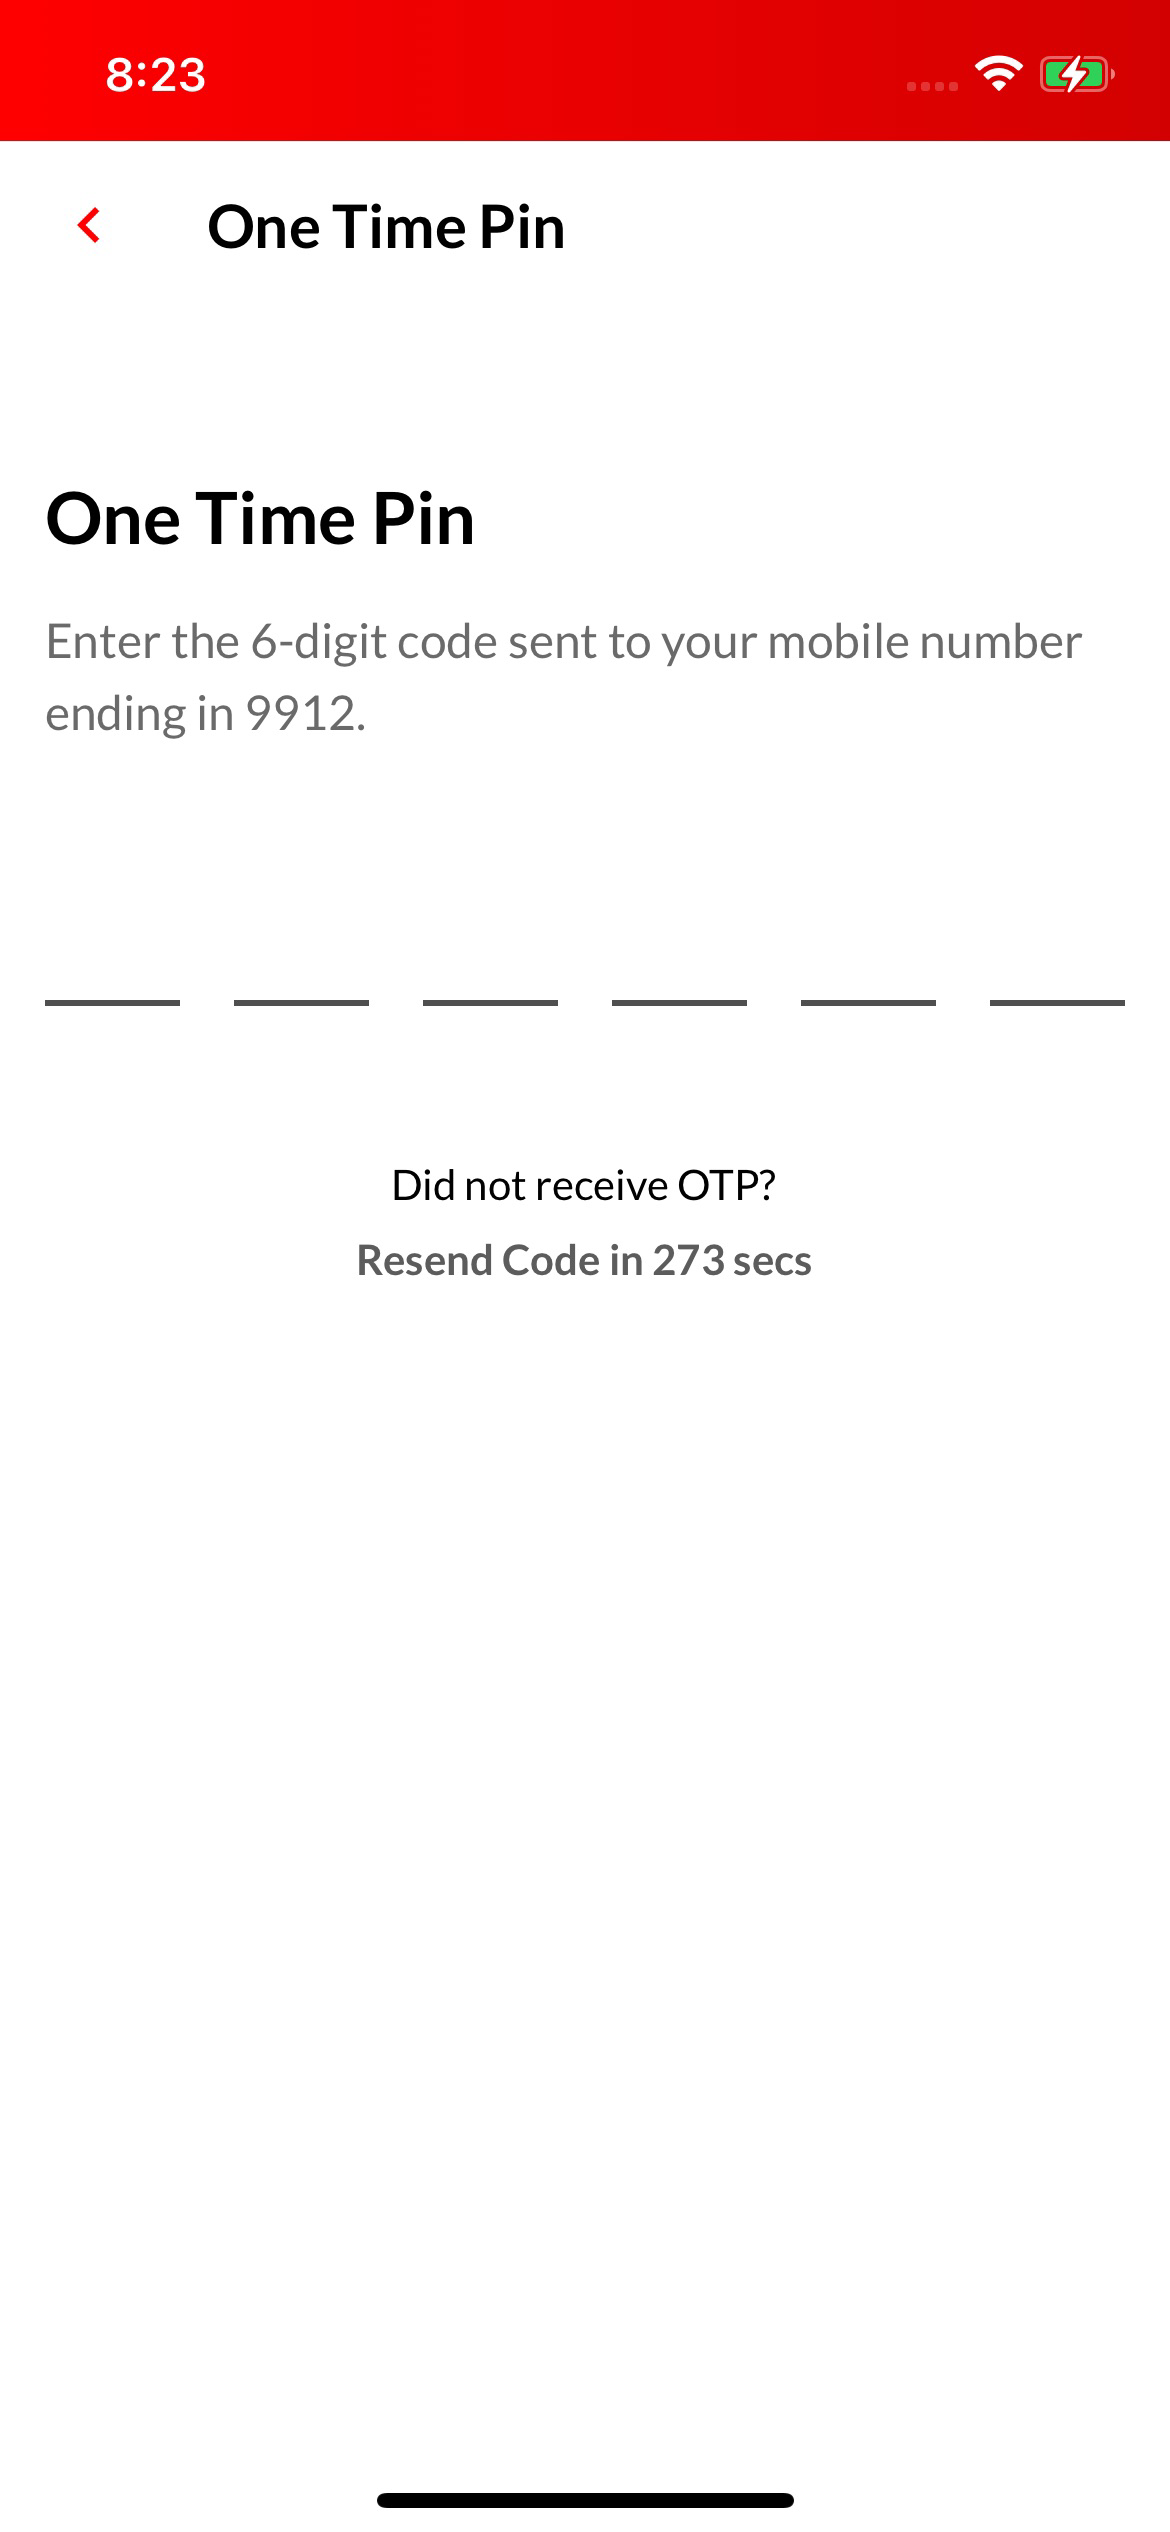 8:23
One Time Pin
One Time Pin
Enter the 6-digit code sent to your mobile number
ending in 9912.
Did not receive OTP?
Resend Code in 273 secs